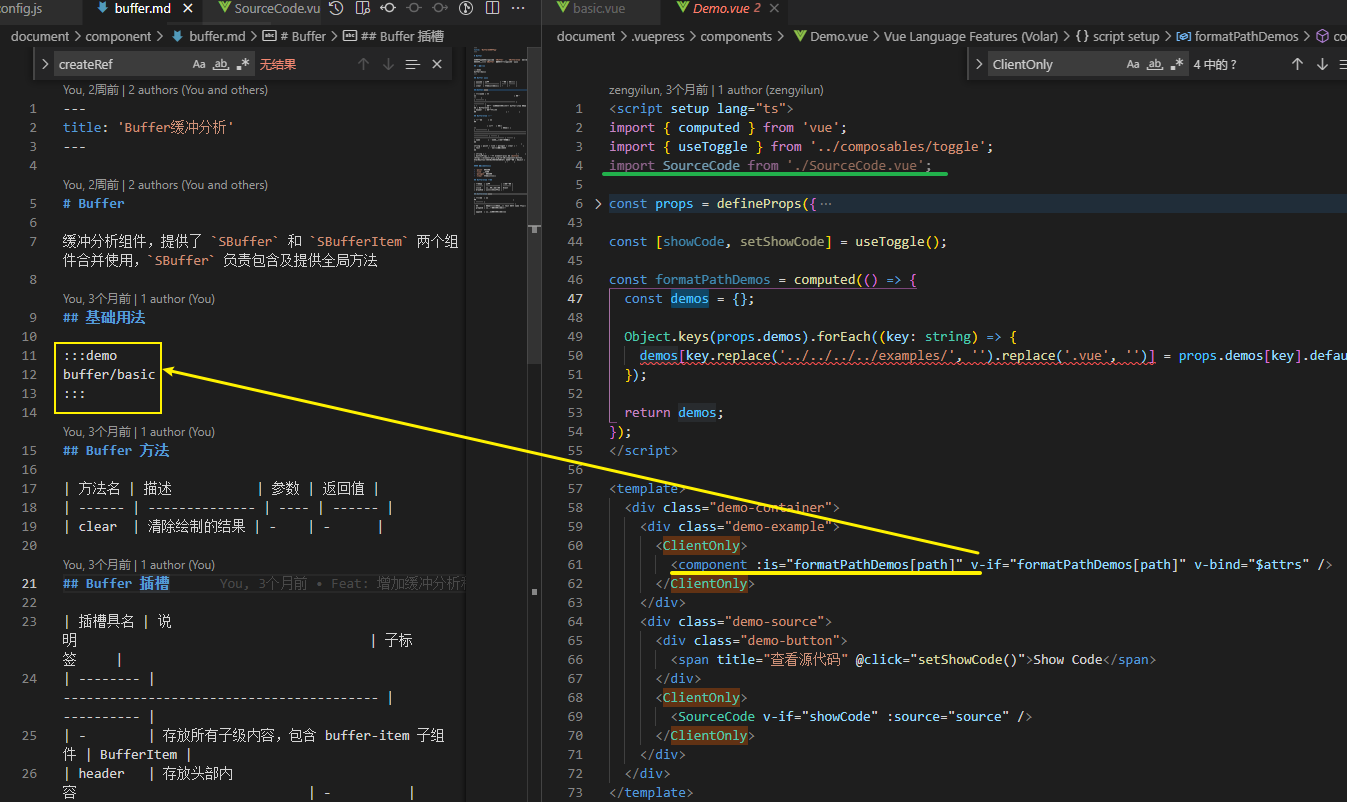 config.js
buffer.md
SourceCode.vu
document > component > buffer.md > # Buffer > ## Buffer 插槽
createRef
Aa ab .*
无结果
You, 2周前 | 2 authors (You and others)
1 ---
2 title: 'Buffer缓冲分析'
3 ---
4
You, 2周前 | 2 authors (You and others)
5 # Buffer
6
7 缓冲分析组件，提供了 `SBuffer` 和 `SBufferItem` 两个组
件合并使用，`SBuffer` 负责包含及提供全局方法
8
You, 3个月前 | 1 author (You)
9 ## 基础用法
10
11 :::demo
12 buffer/basic
13 :::
14
You, 3个月前 | 1 author (You)
15 ## Buffer 方法
16
17 | 方法名 | 描述 | 参数 | 返回值 |
18 | ------ | -------------- | ---- | ------ |
19 | clear | 清除绘制的结果 | - | - |
20
You, 3个月前 | 1 author (You)
21 ## Buffer 插槽 You, 3个月前 • Feat: 增加缓冲分析
22
23 | 插槽具名 | 说
明 | 子标
签 |
24 | -------- |
----------------------------------------- |
---------- |
25 | - | 存放所有子级内容，包含 buffer-item 子组
件 | BufferItem |
26 | header | 存放头部内
容 | - |
basic.vue
Demo.vue 2
document > .vuepress > components > Demo.vue > Vue Language Features (Volar) > {} script setup > formatPathDemos > co
ClientOnly
Aa ab .*
4 中的 ?
zengyilun, 3个月前 | 1 author (zengyilun)
1 <script setup lang="ts">
2 import { computed } from 'vue';
3 import { useToggle } from '../composables/toggle';
4 import SourceCode from './SourceCode.vue';
5
6 const props = defineProps({ ···
43
44 const [showCode, setShowCode] = useToggle();
45
46 const formatPathDemos = computed(() => {
47 const demos = {};
48
49 Object.keys(props.demos).forEach((key: string) => {
50 demos[key.replace('../../../../examples/', '').replace('.vue', '')] = props.demos[key].defau
51 });
52
53 return demos;
54 });
55 </script>
56
57 <template>
58 <div class="demo-container">
59 <div class="demo-example">
60 <ClientOnly>
61 <component :is="formatPathDemos[path]" v-if="formatPathDemos[path]" v-bind="$attrs" />
62 </ClientOnly>
63 </div>
64 <div class="demo-source">
65 <div class="demo-button">
66 <span title="查看源代码" @click="setShowCode()">Show Code</span>
67 </div>
68 <ClientOnly>
69 <SourceCode v-if="showCode" :source="source" />
70 </ClientOnly>
71 </div>
72 </div>
73 </template>